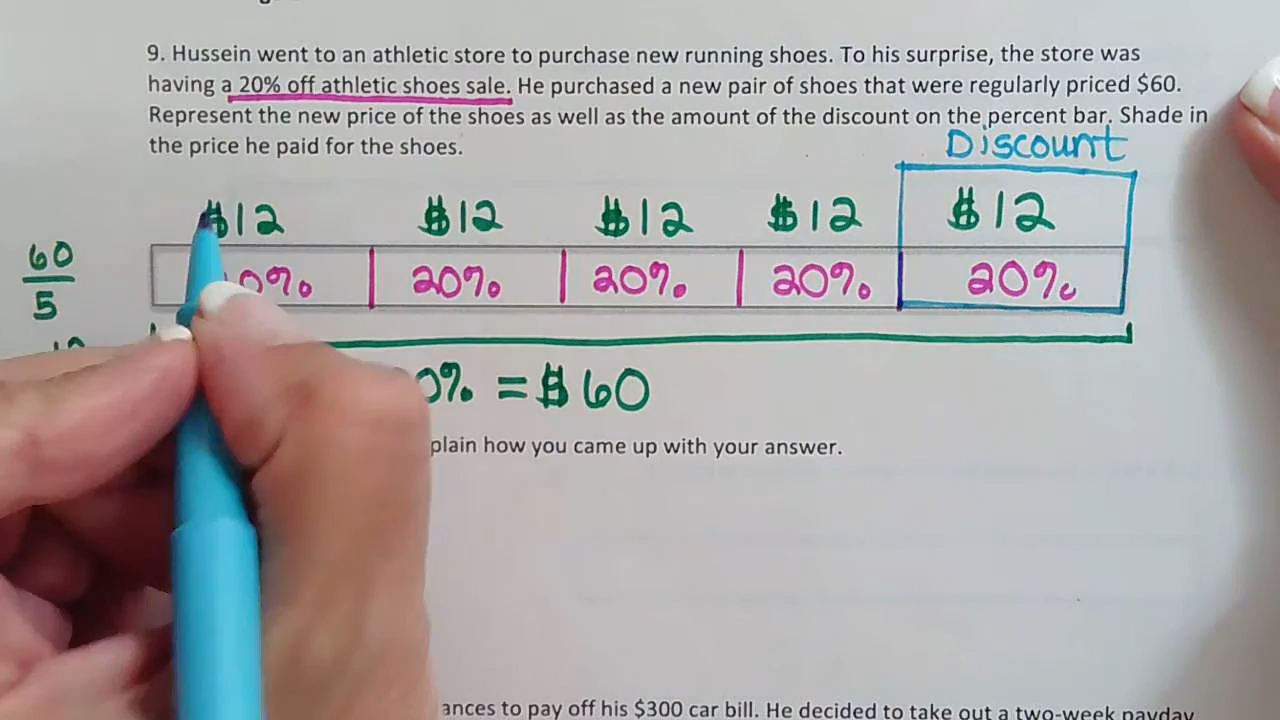 9. Hussein went to an athletic store to purchase new running shoes. To his surprise, the store was
having a 20% off athletic shoes sale. He purchased a new pair of shoes that were regularly priced $60.
Represent the new price of the shoes as well as the amount of the discount on the percent bar. Shade in
the price he paid for the shoes.
Discount
$12 $12 $12 $12 $12
60
5
20% 20% 20% 20%
= $60
how you came up with your answer.
to pay off his $300 car bill. He decided to take out a two-week payday